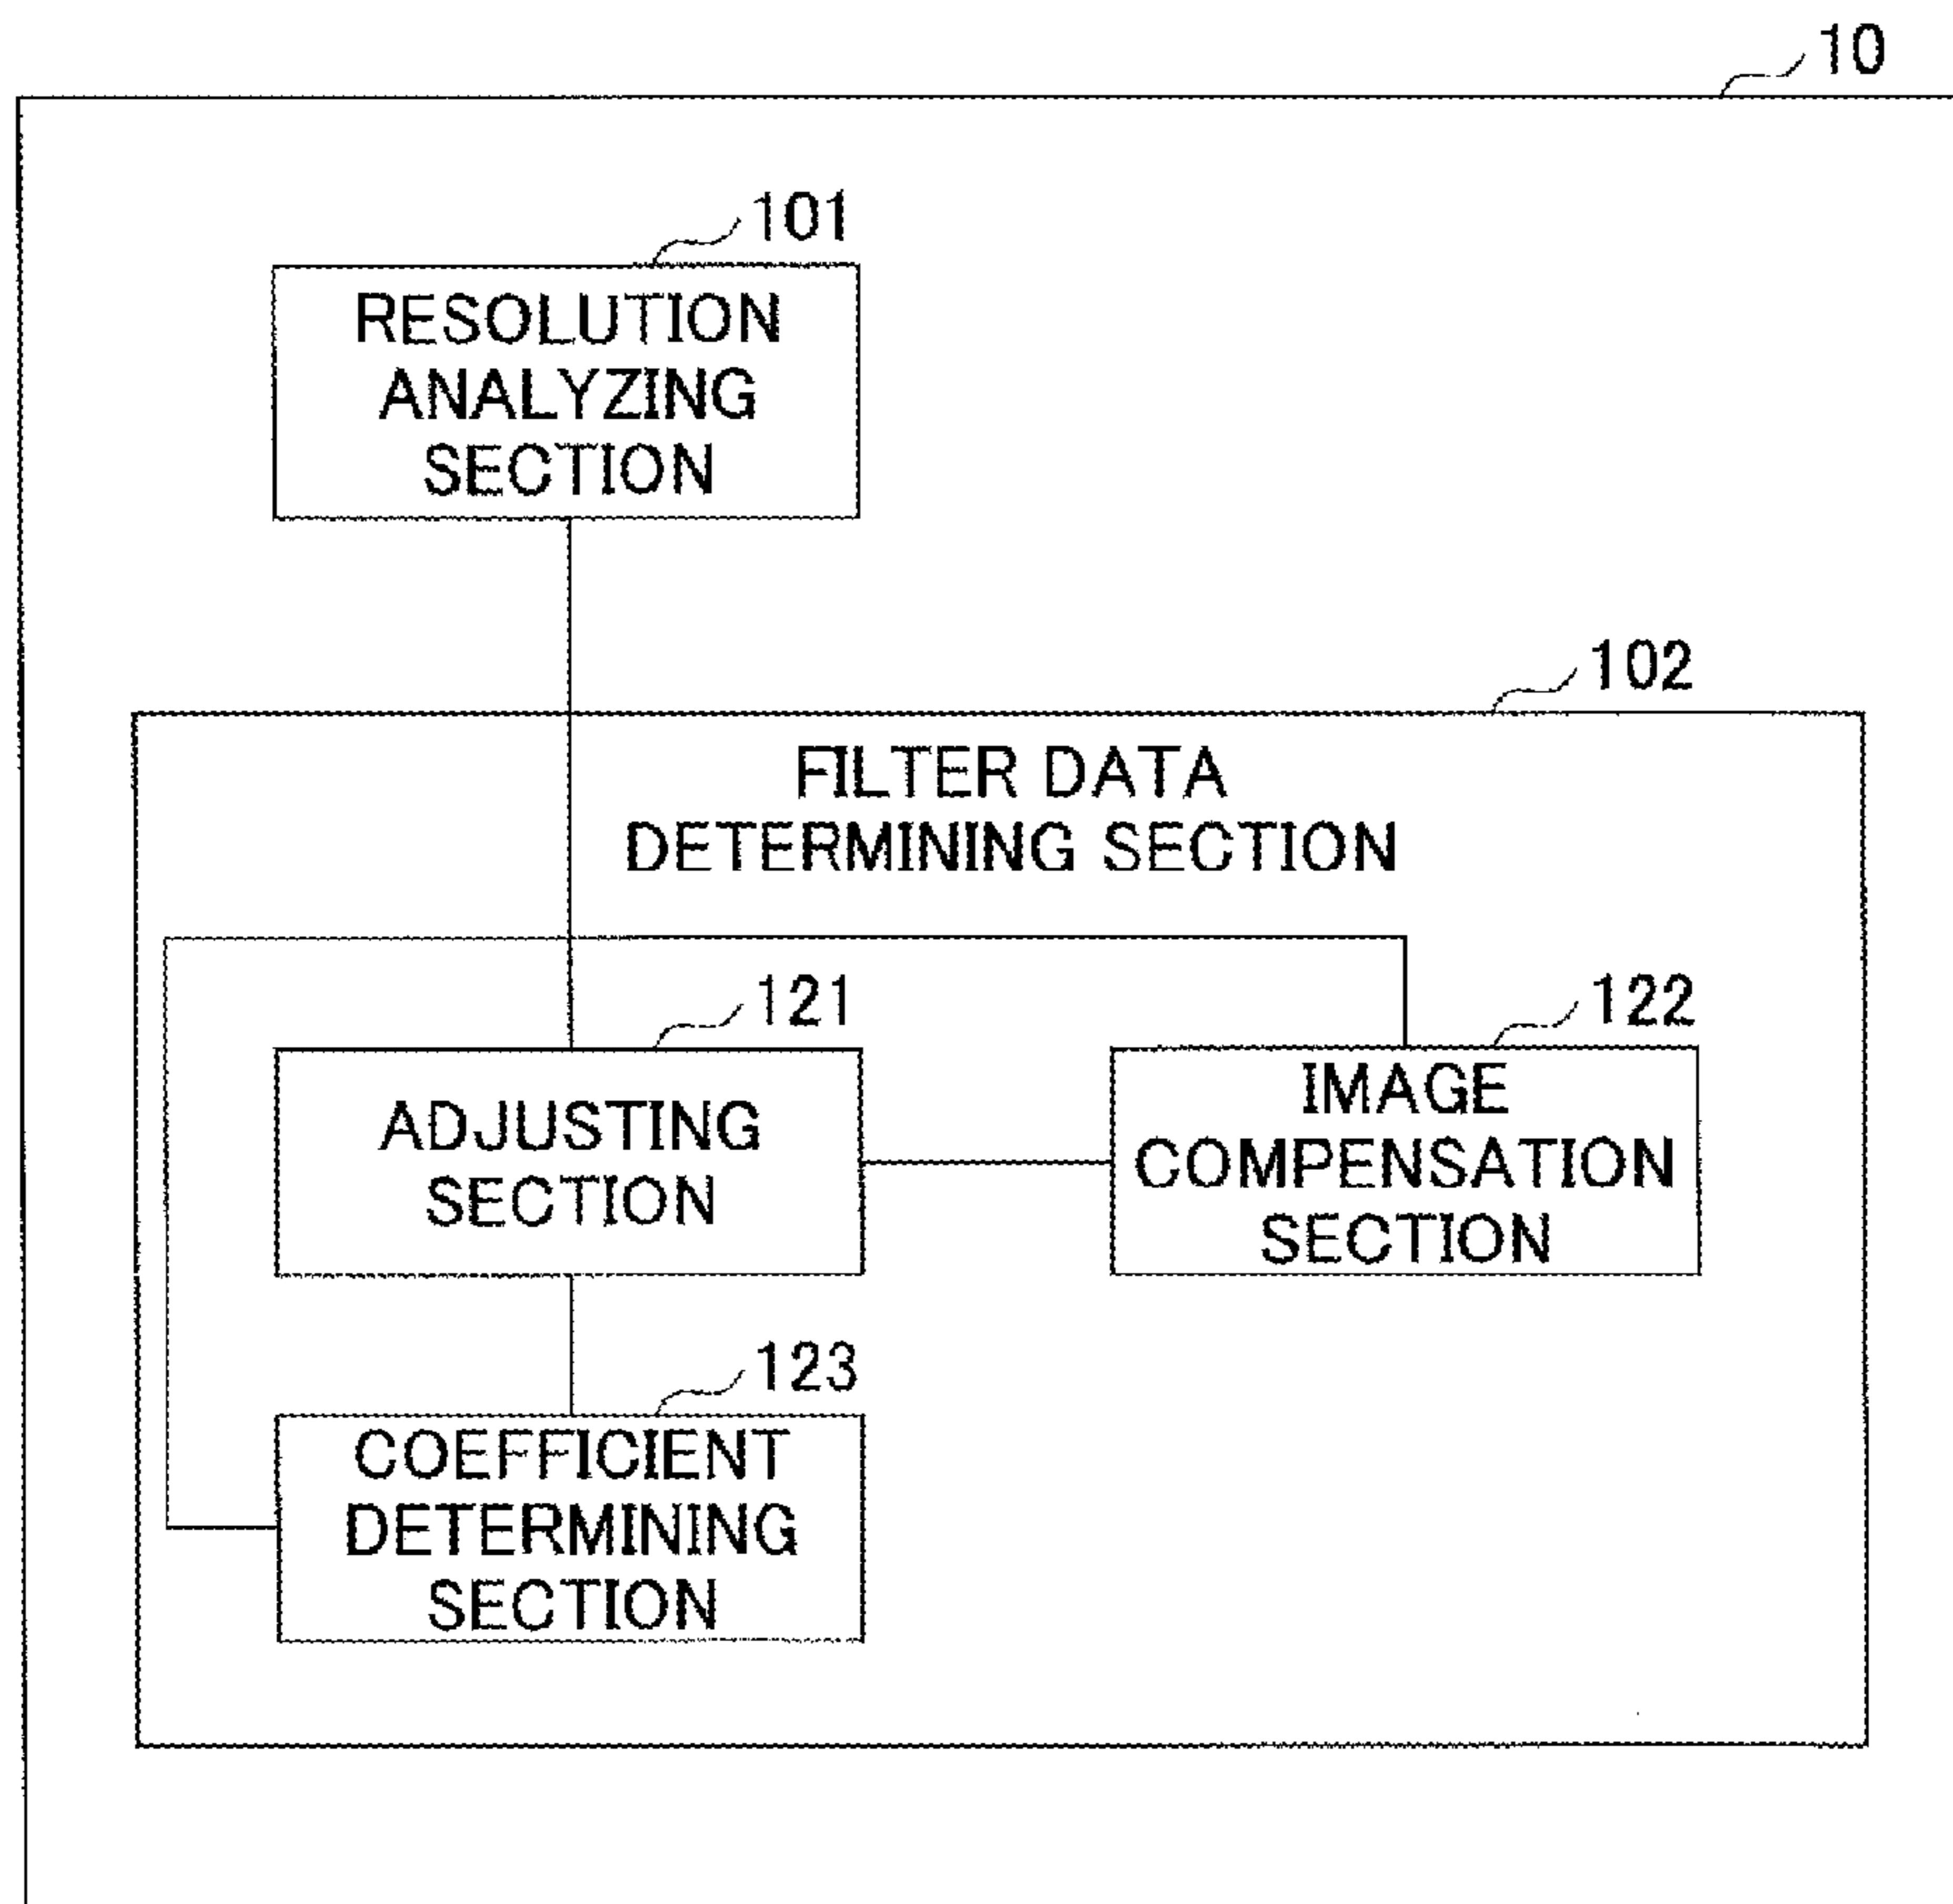 10
101
RESOLUTION
ANALYZING
SECTION
102
FILTER DATA
DETERMINING SECTION
121
ADJUSTING
SECTION
122
IMAGE
COMPENSATION
SECTION
123
COEFFICIENT
DETERMINING
SECTION